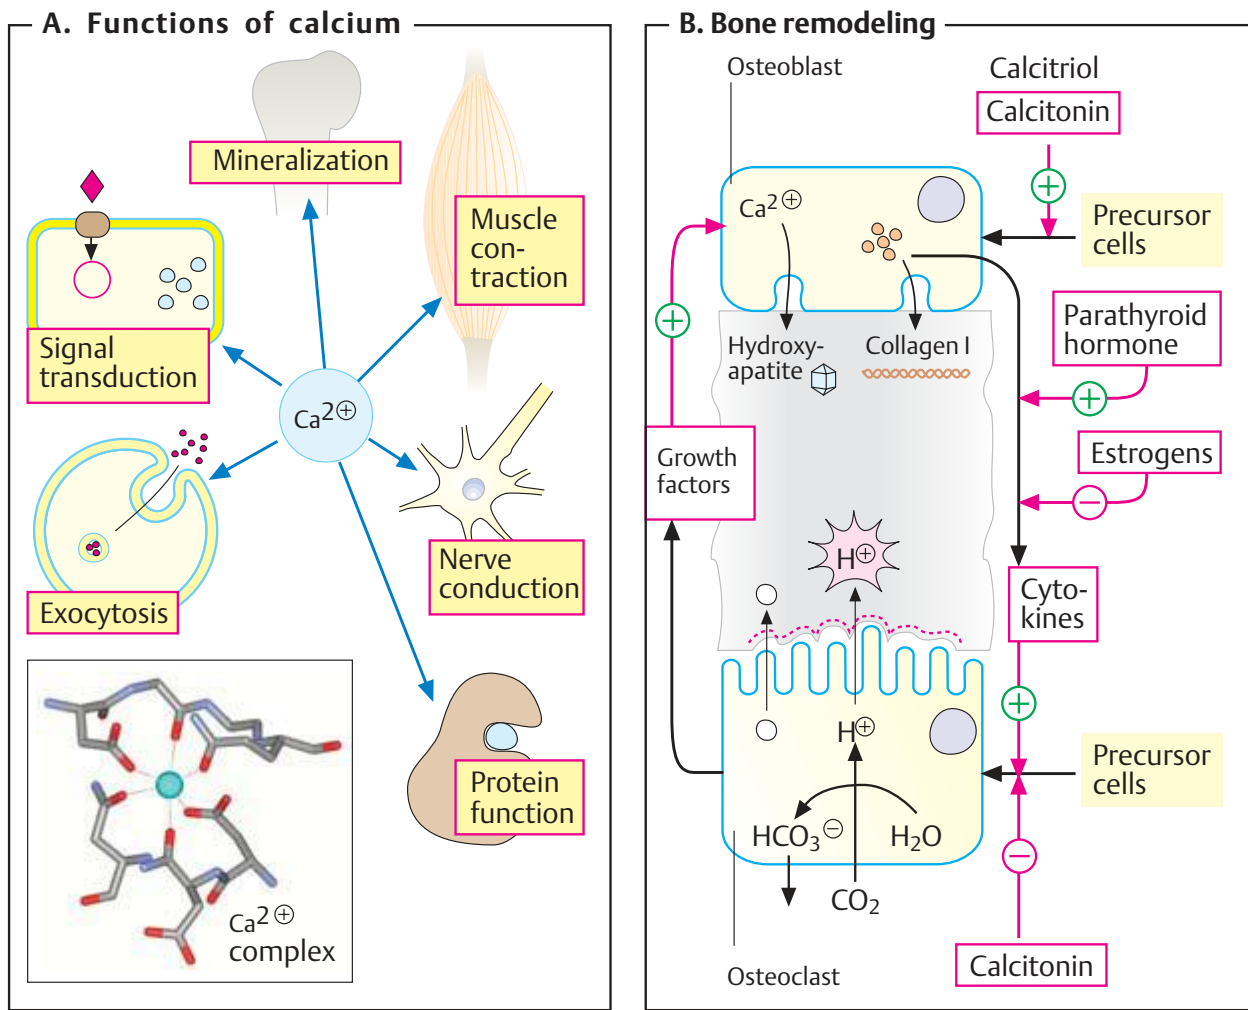 A. Functions of calcium
Mineralization
Muscle
con-
traction
Signal
transduction
Ca2⊕
Exocytosis
Nerve
conduction
Protein
function
Ca2⊕
complex
B. Bone remodeling
Osteoblast
Calcitriol
Calcitonin
+
Ca2⊕
Precursor
cells
+
Hydroxy-
apatite
Collagen I
Parathyroid
hormone
+
Growth
factors
Estrogens
−
H⊕
Cyto-
kines
+
H⊕
Precursor
cells
HCO3⊖
H2O
−
CO2
Osteoclast
Calcitonin